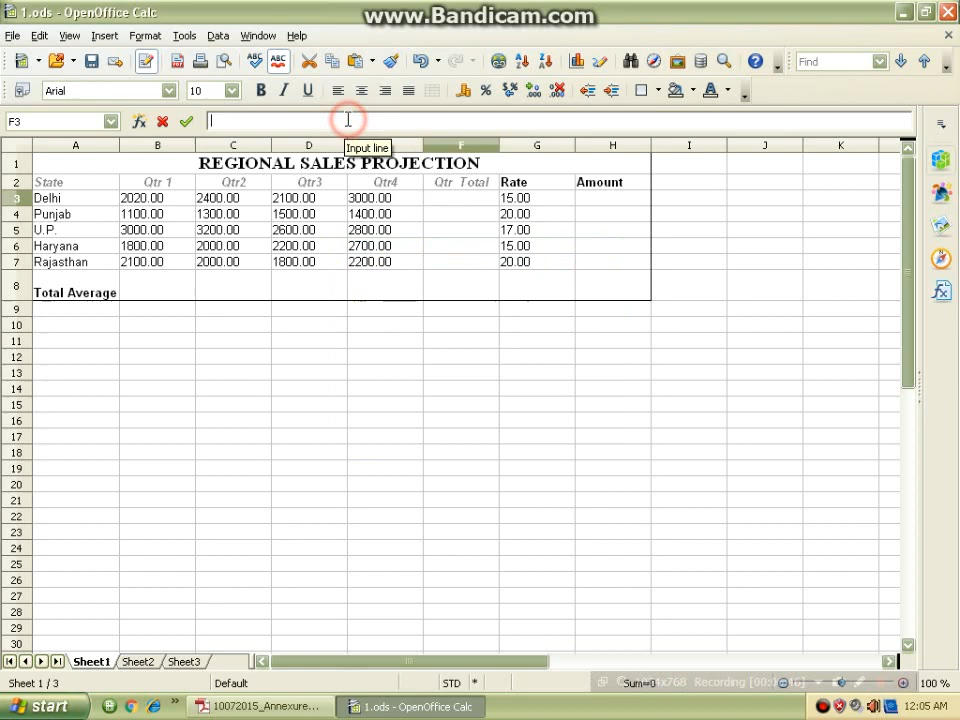 www.Bandicam.com
1.ods - OpenOffice Calc
File Edit View Insert Format Tools Data Window Help
Find
Arial 10
F3
Input line
A B C D E F G H I J K
1 REGIONAL SALES PROJECTION
2 State Qtr 1 Qtr2 Qtr3 Qtr4 Qtr Total Rate Amount
3 Delhi 2020.00 2400.00 2100.00 3000.00 15.00
4 Punjab 1100.00 1300.00 1500.00 1400.00 20.00
5 U.P. 3000.00 3200.00 2600.00 2800.00 17.00
6 Haryana 1800.00 2000.00 2200.00 2700.00 15.00
7 Rajasthan 2100.00 2000.00 1800.00 2200.00 20.00
8 Total Average
9
10
11
12
13
14
15
16
17
18
19
20
21
22
23
24
25
26
27
28
29
30
Sheet1 Sheet2 Sheet3
Sheet 1 / 3 Default STD * Sum=0 Recording 100 %
start 10072015_Annexure... 1.ods - OpenOffice Calc 12:05 AM